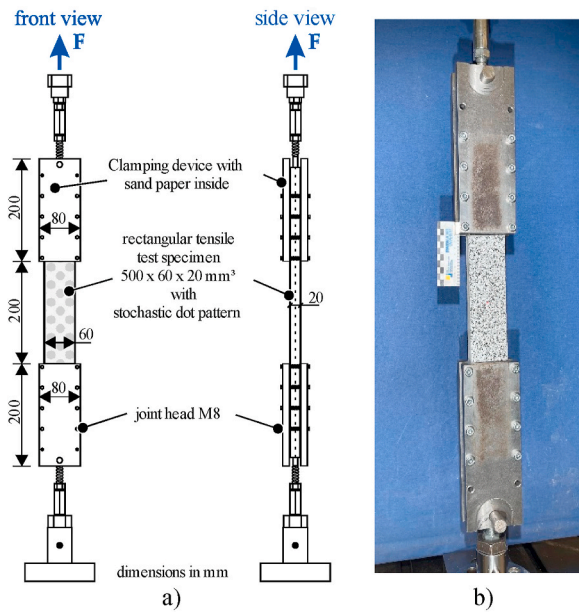 front view
side view
F
F
Clamping device with
sand paper inside
200
80
rectangular tensile
test specimen
500 x 60 x 20 mm³
with
stochastic dot pattern
200
20
60
200
80
joint head M8
dimensions in mm
a)
b)